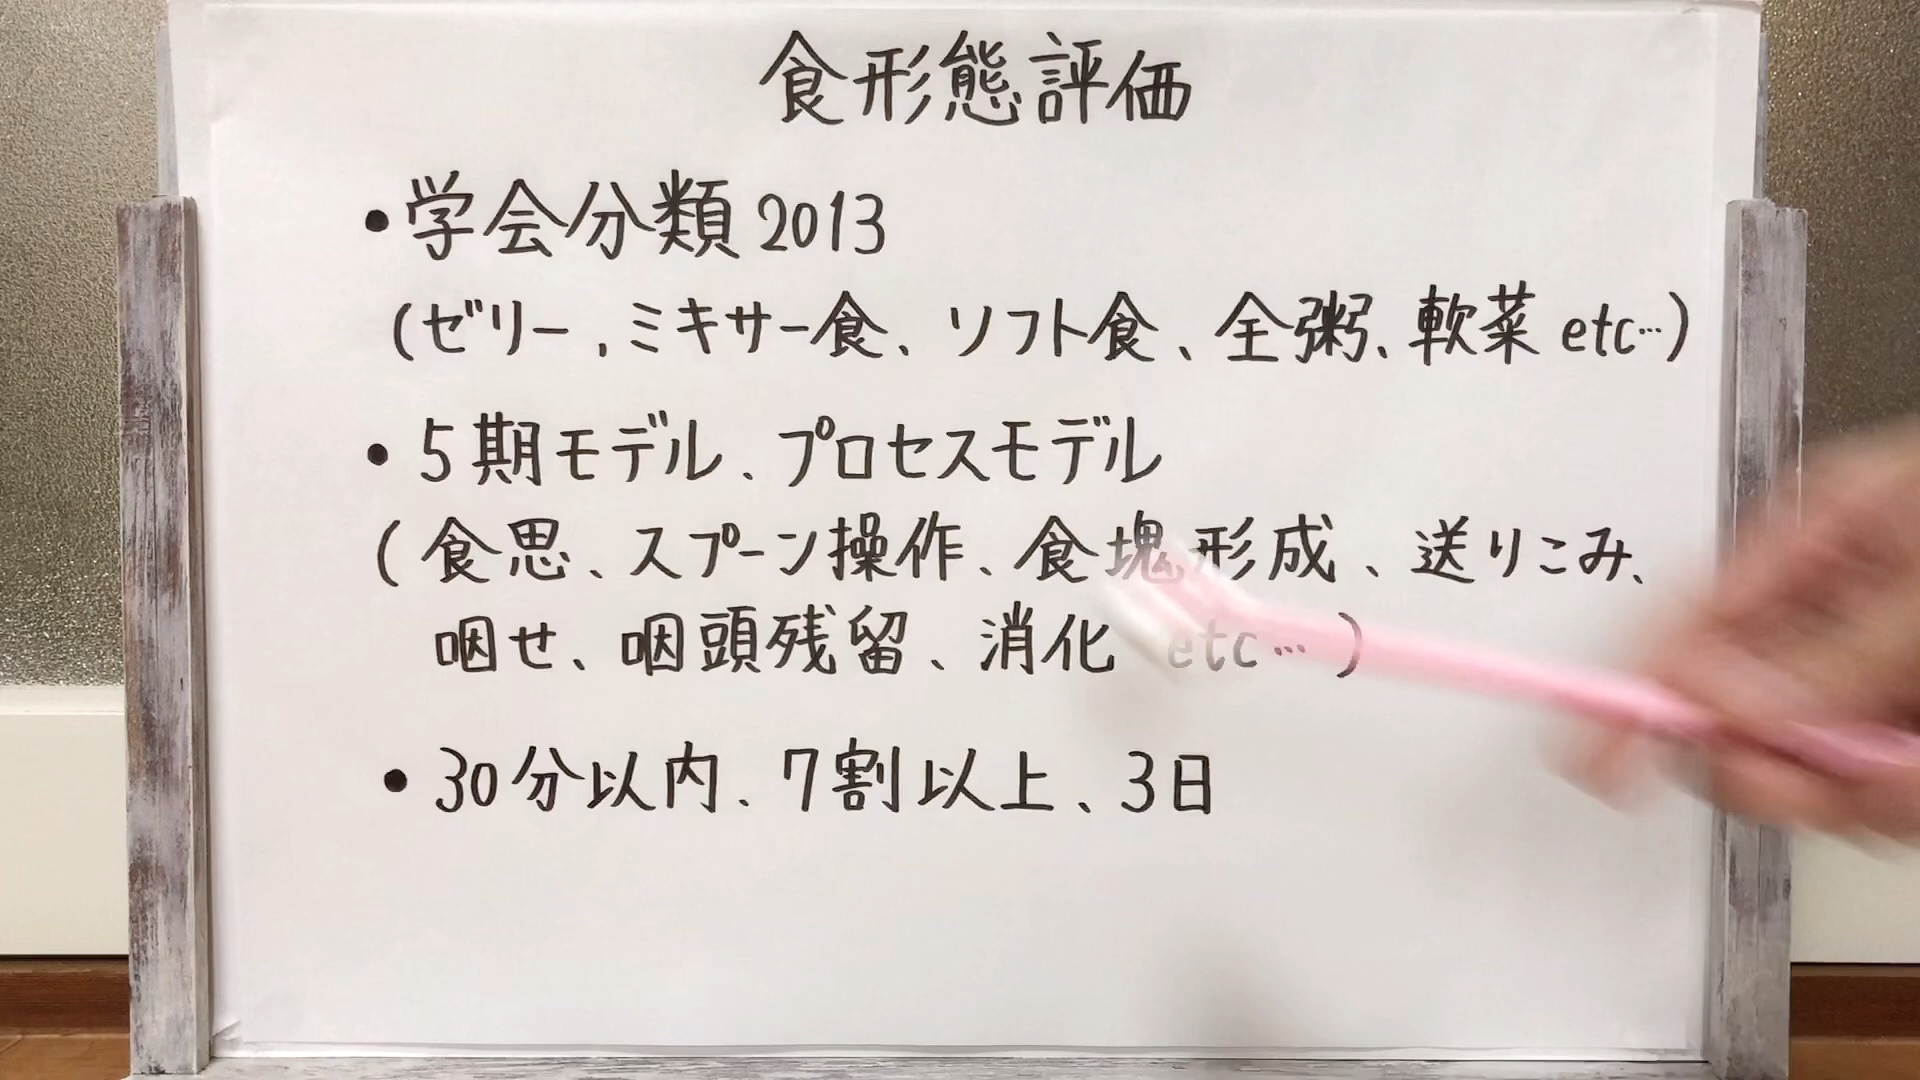 食形態評価
・学会分類2013
(ゼリー、ミキサー食、ソフト食、全粥、軟菜 etc…)
・5期モデル、プロセスモデル
(食思、スプーン操作、食塊形成、送りこみ、
咽せ、咽頭残留、消化 etc…)
・30分以内、7割以上、3日